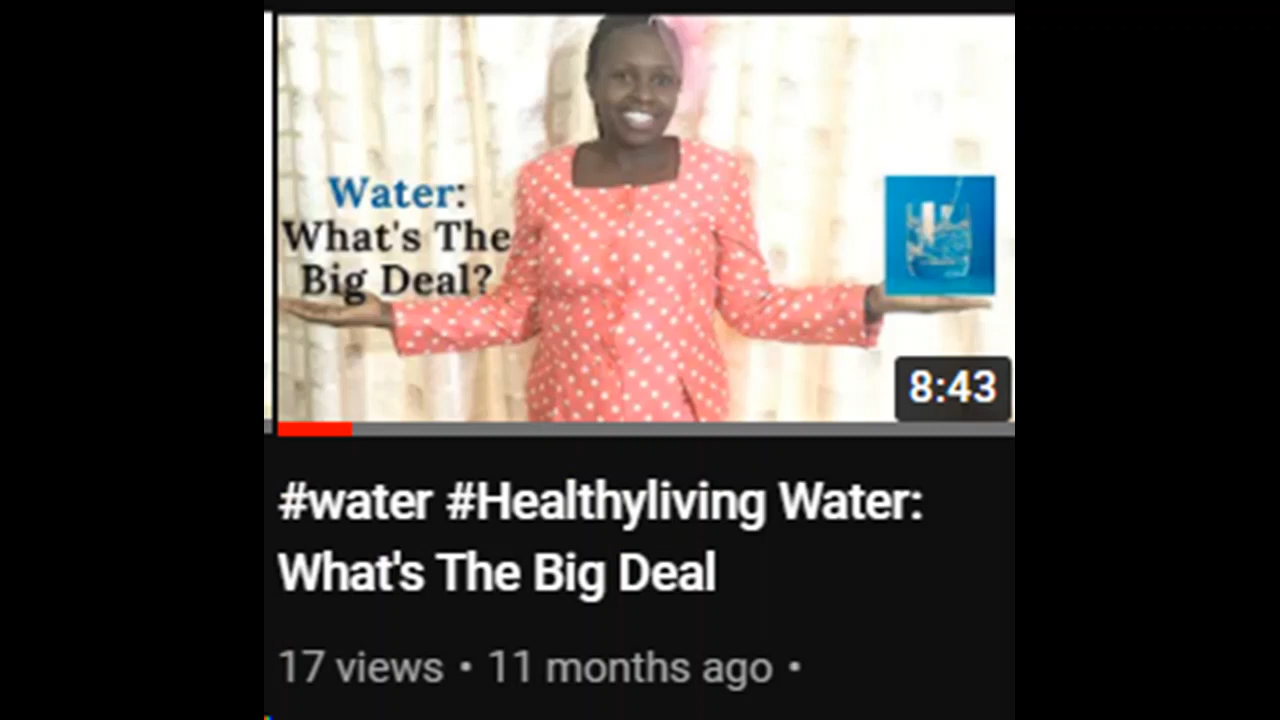 Water:
What's The
Big Deal?
8:43
#water #Healthyliving Water:
What's The Big Deal
17 views • 11 months ago •